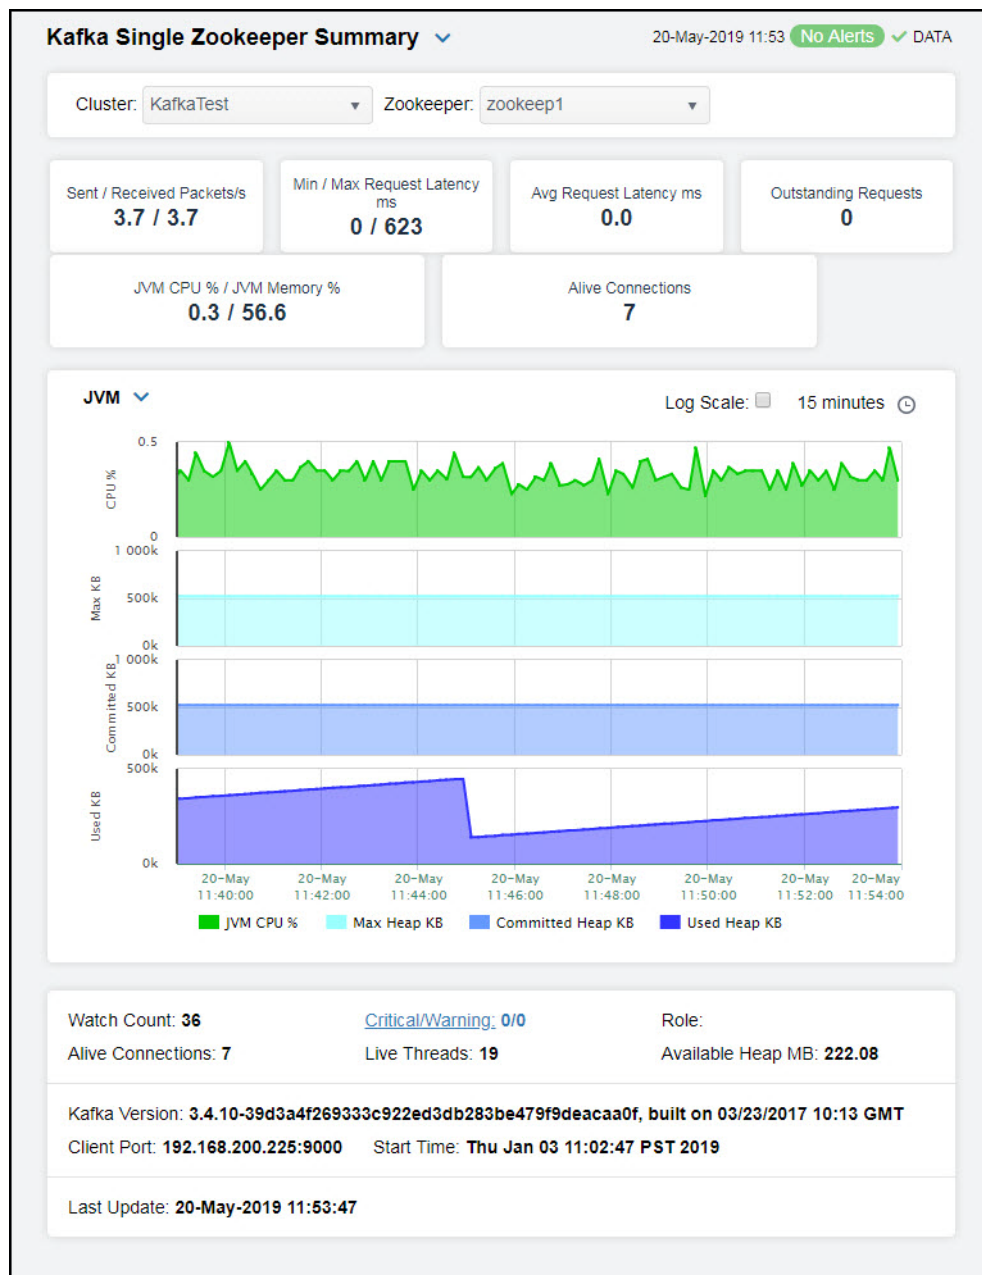 Kafka Single Zookeeper Summary
20-May-2019 11:53 No Alerts DATA
Cluster: KafkaTest Zookeeper: zookeep1
Sent / Received Packets/s
3.7 / 3.7
Min / Max Request Latency
ms
0 / 623
Avg Request Latency ms
0.0
Outstanding Requests
0
JVM CPU % / JVM Memory %
0.3 / 56.6
Alive Connections
7
JVM
Log Scale: 15 minutes
CPU %
0.5
0
Max KB
1 000k
500k
0k
Committed KB
1 000k
500k
0k
Used KB
500k
0k
20-May 20-May 20-May 20-May 20-May 20-May 20-May 20-May
11:40:00 11:42:00 11:44:00 11:46:00 11:48:00 11:50:00 11:52:00 11:54:00
JVM CPU % Max Heap KB Committed Heap KB Used Heap KB
Watch Count: 36 Critical/Warning: 0/0 Role:
Alive Connections: 7 Live Threads: 19 Available Heap MB: 222.08
Kafka Version: 3.4.10-39d3a4f269333c922ed3db283be479f9deacaa0f, built on 03/23/2017 10:13 GMT
Client Port: 192.168.200.225:9000 Start Time: Thu Jan 03 11:02:47 PST 2019
Last Update: 20-May-2019 11:53:47